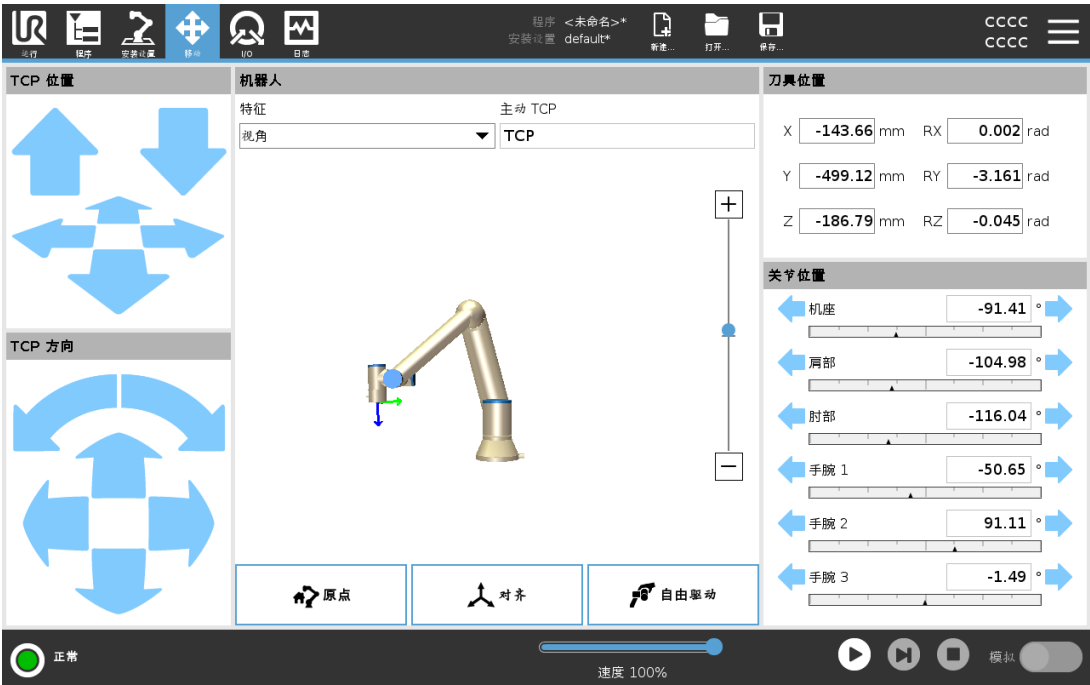 UR
运行
程序
安装设置
移动
I/O
日志
程序 <未命名>*
安装设置 default*
新建...
打开...
保存...
CCCC
CCCC
TCP 位置
机器人
刀具位置
特征
主动 TCP
视角
TCP
X -143.66 mm RX 0.002 rad
Y -499.12 mm RY -3.161 rad
Z -186.79 mm RZ -0.045 rad
关节位置
机座 -91.41 °
肩部 -104.98 °
肘部 -116.04 °
手腕 1 -50.65 °
手腕 2 91.11 °
手腕 3 -1.49 °
TCP 方向
原点
对齐
自由驱动
正常
速度 100%
模拟